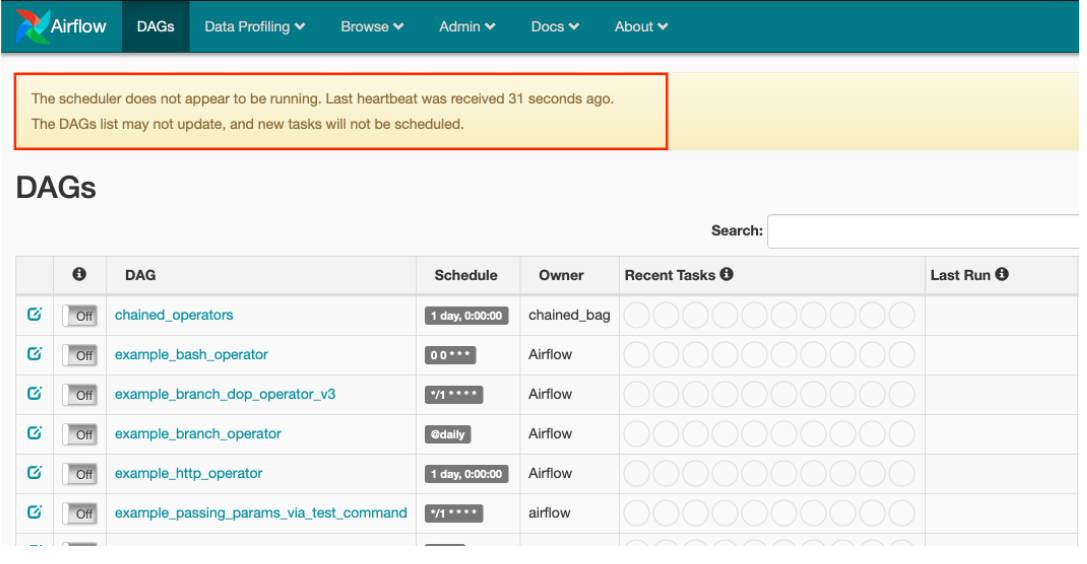 Airflow DAGs Data Profiling Browse Admin Docs About
The scheduler does not appear to be running. Last heartbeat was received 31 seconds ago.
The DAGs list may not update, and new tasks will not be scheduled.
DAGs
Search:
DAG Schedule Owner Recent Tasks Last Run
Off chained_operators 1 day, 0:00:00 chained_bag
Off example_bash_operator 0 0 * * * Airflow
Off example_branch_dop_operator_v3 */1 * * * * Airflow
Off example_branch_operator @daily Airflow
Off example_http_operator 1 day, 0:00:00 Airflow
Off example_passing_params_via_test_command */1 * * * * airflow